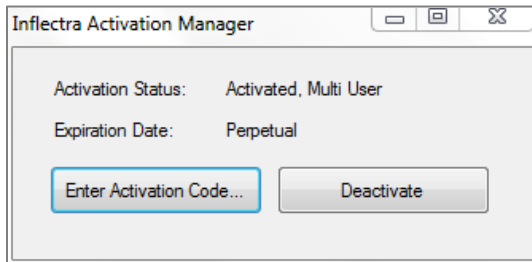 Inflectra Activation Manager
Activation Status: Activated, Multi User
Expiration Date: Perpetual
Enter Activation Code... Deactivate